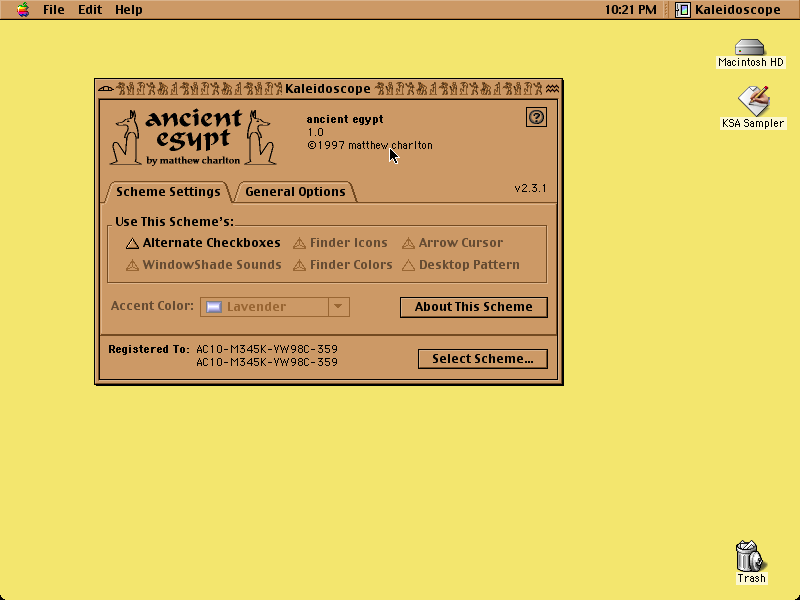 File Edit Help 10:21 PM Kaleidoscope
Macintosh HD
KSA Sampler
Kaleidoscope
ancient
egypt
by matthew charlton
ancient egypt
1.0
©1997 matthew charlton
?
Scheme Settings General Options v2.3.1
Use This Scheme's:
Alternate Checkboxes Finder Icons Arrow Cursor
WindowShade Sounds Finder Colors Desktop Pattern
Accent Color: Lavender About This Scheme
Registered To: AC10-M345K-VW98C-359
AC10-M345K-VW98C-359
Select Scheme...
Trash